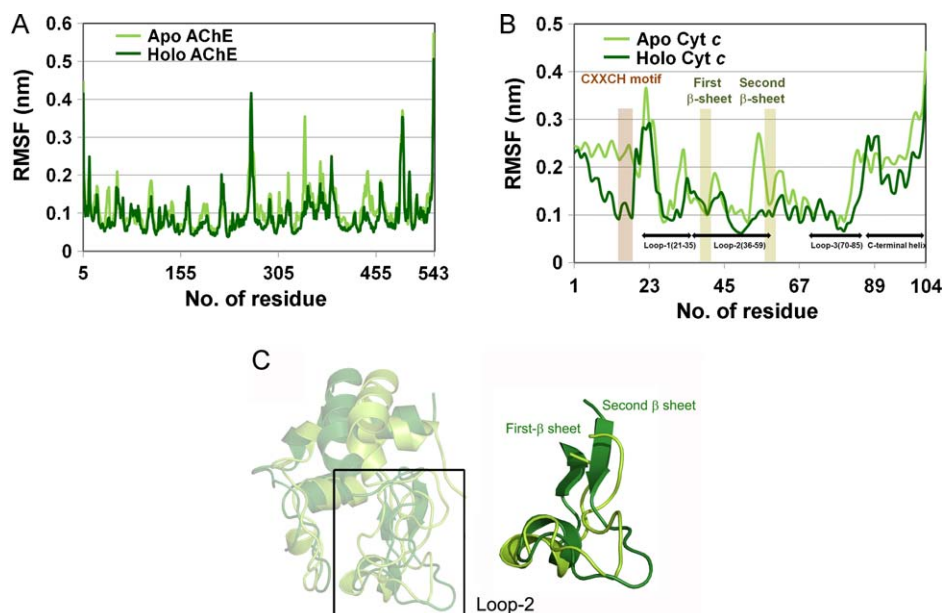 A
RMSF (nm)
0.6
0.5
0.4
0.3
0.2
0.1
0
Apo AChE
Holo AChE
5 155 305 455 543
No. of residue
B
RMSF (nm)
0.5
0.4
0.3
0.2
0.1
0
Apo Cyt c
Holo Cyt c
CXXCH motif
First
β-sheet
Second
β-sheet
Loop-1(21-35)
Loop-2(36-59)
Loop-3(70-85)
C-terminal helix
1 23 45 67 89 104
No. of residue
C
Second β sheet
First-β sheet
Loop-2